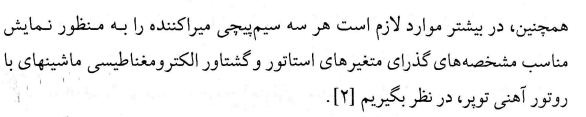 همچنین، در بیشتر موارد لازم است هر سه سیم‌پیچی میراکننده را به منظور نمایش
مناسب مشخصه‌های گذرای متغیرهای استاتور و گشتاور الکترومغناطیسی ماشینهای با
روتور آهنی توپر، در نظر بگیریم [۲].